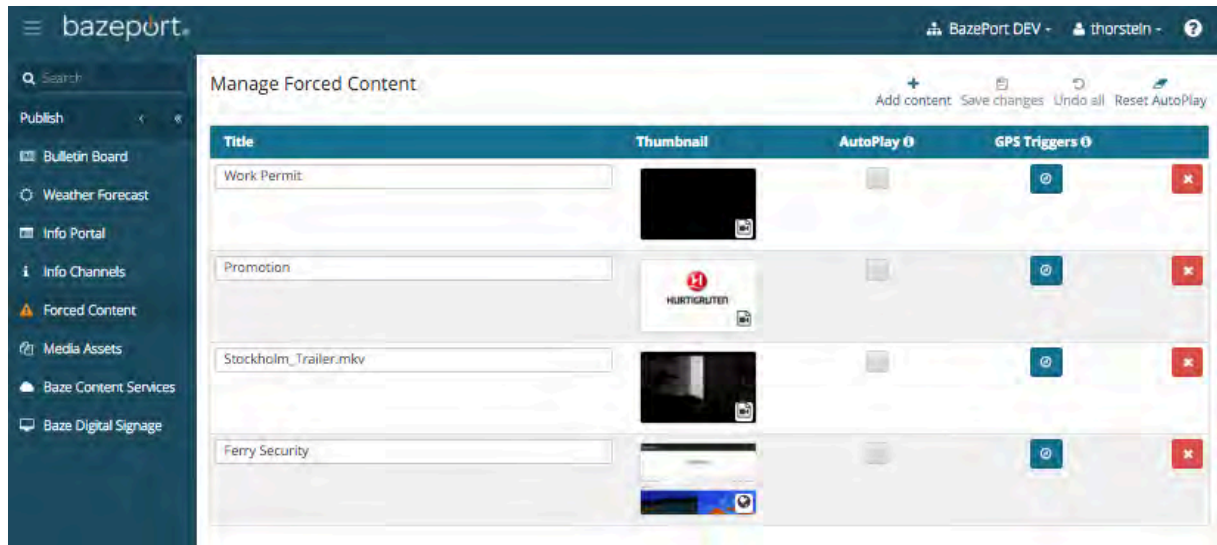 bazeport.
BazePort DEV
thorstein
Search
Manage Forced Content
Add content Save changes Undo all Reset AutoPlay
Publish
Title Thumbnail AutoPlay GPS Triggers
Bulletin Board
Work Permit
Weather Forecast
Info Portal
Info Channels
Promotion
HURTIGRUTEN
Forced Content
Media Assets
Stockholm_Trailer.mkv
Baze Content Services
Baze Digital Signage
Ferry Security